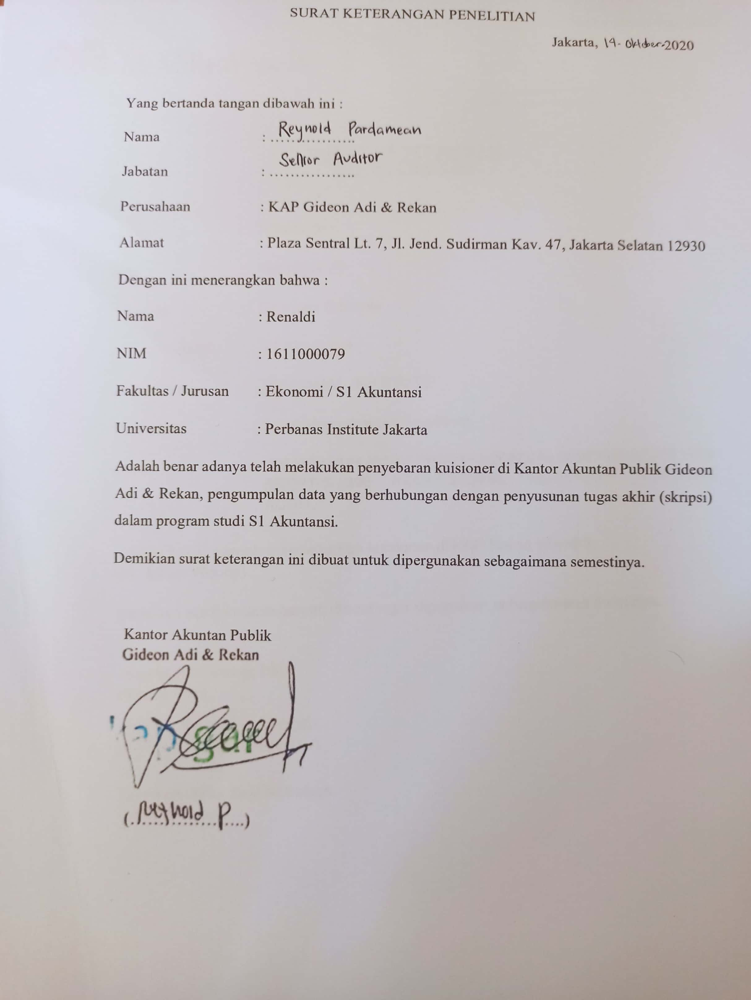 SURAT KETERANGAN PENELITIAN
Jakarta, 14-Oktober-2020
Yang bertanda tangan dibawah ini :
Nama : Reynold Pardamean
Jabatan : Senior Auditor
Perusahaan : KAP Gideon Adi & Rekan
Alamat : Plaza Sentral Lt. 7, Jl. Jend. Sudirman Kav. 47, Jakarta Selatan 12930
Dengan ini menerangkan bahwa :
Nama : Renaldi
NIM : 1611000079
Fakultas / Jurusan : Ekonomi / S1 Akuntansi
Universitas : Perbanas Institute Jakarta
Adalah benar adanya telah melakukan penyebaran kuisioner di Kantor Akuntan Publik Gideon
Adi & Rekan, pengumpulan data yang berhubungan dengan penyusunan tugas akhir (skripsi)
dalam program studi S1 Akuntansi.
Demikian surat keterangan ini dibuat untuk dipergunakan sebagaimana semestinya.
Kantor Akuntan Publik
Gideon Adi & Rekan
(Reynold P)